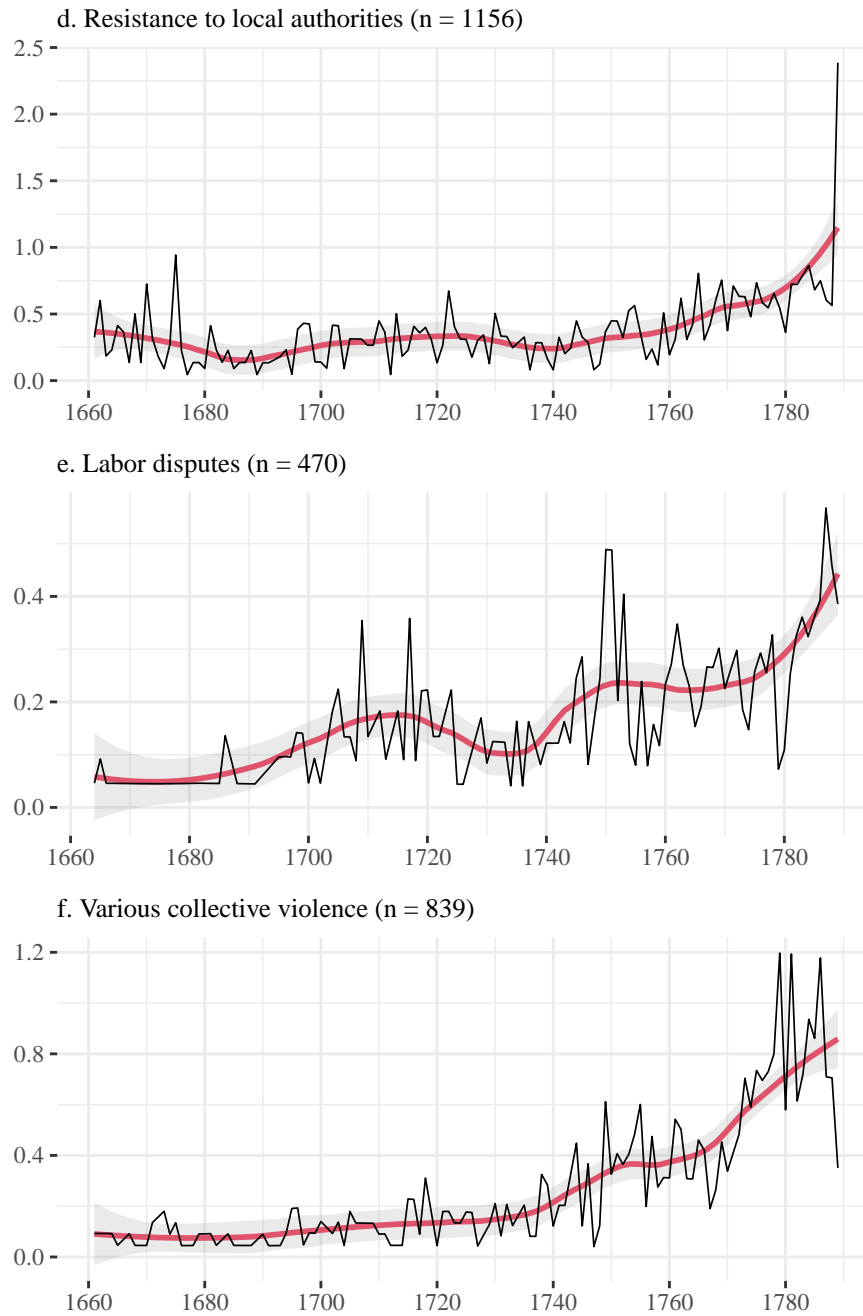 d. Resistance to local authorities (n = 1156)
2.5
2.0
1.5
1.0
0.5
0.0
1660 1680 1700 1720 1740 1760 1780
e. Labor disputes (n = 470)
0.4
0.2
0.0
1660 1680 1700 1720 1740 1760 1780
f. Various collective violence (n = 839)
1.2
0.8
0.4
0.0
1660 1680 1700 1720 1740 1760 1780